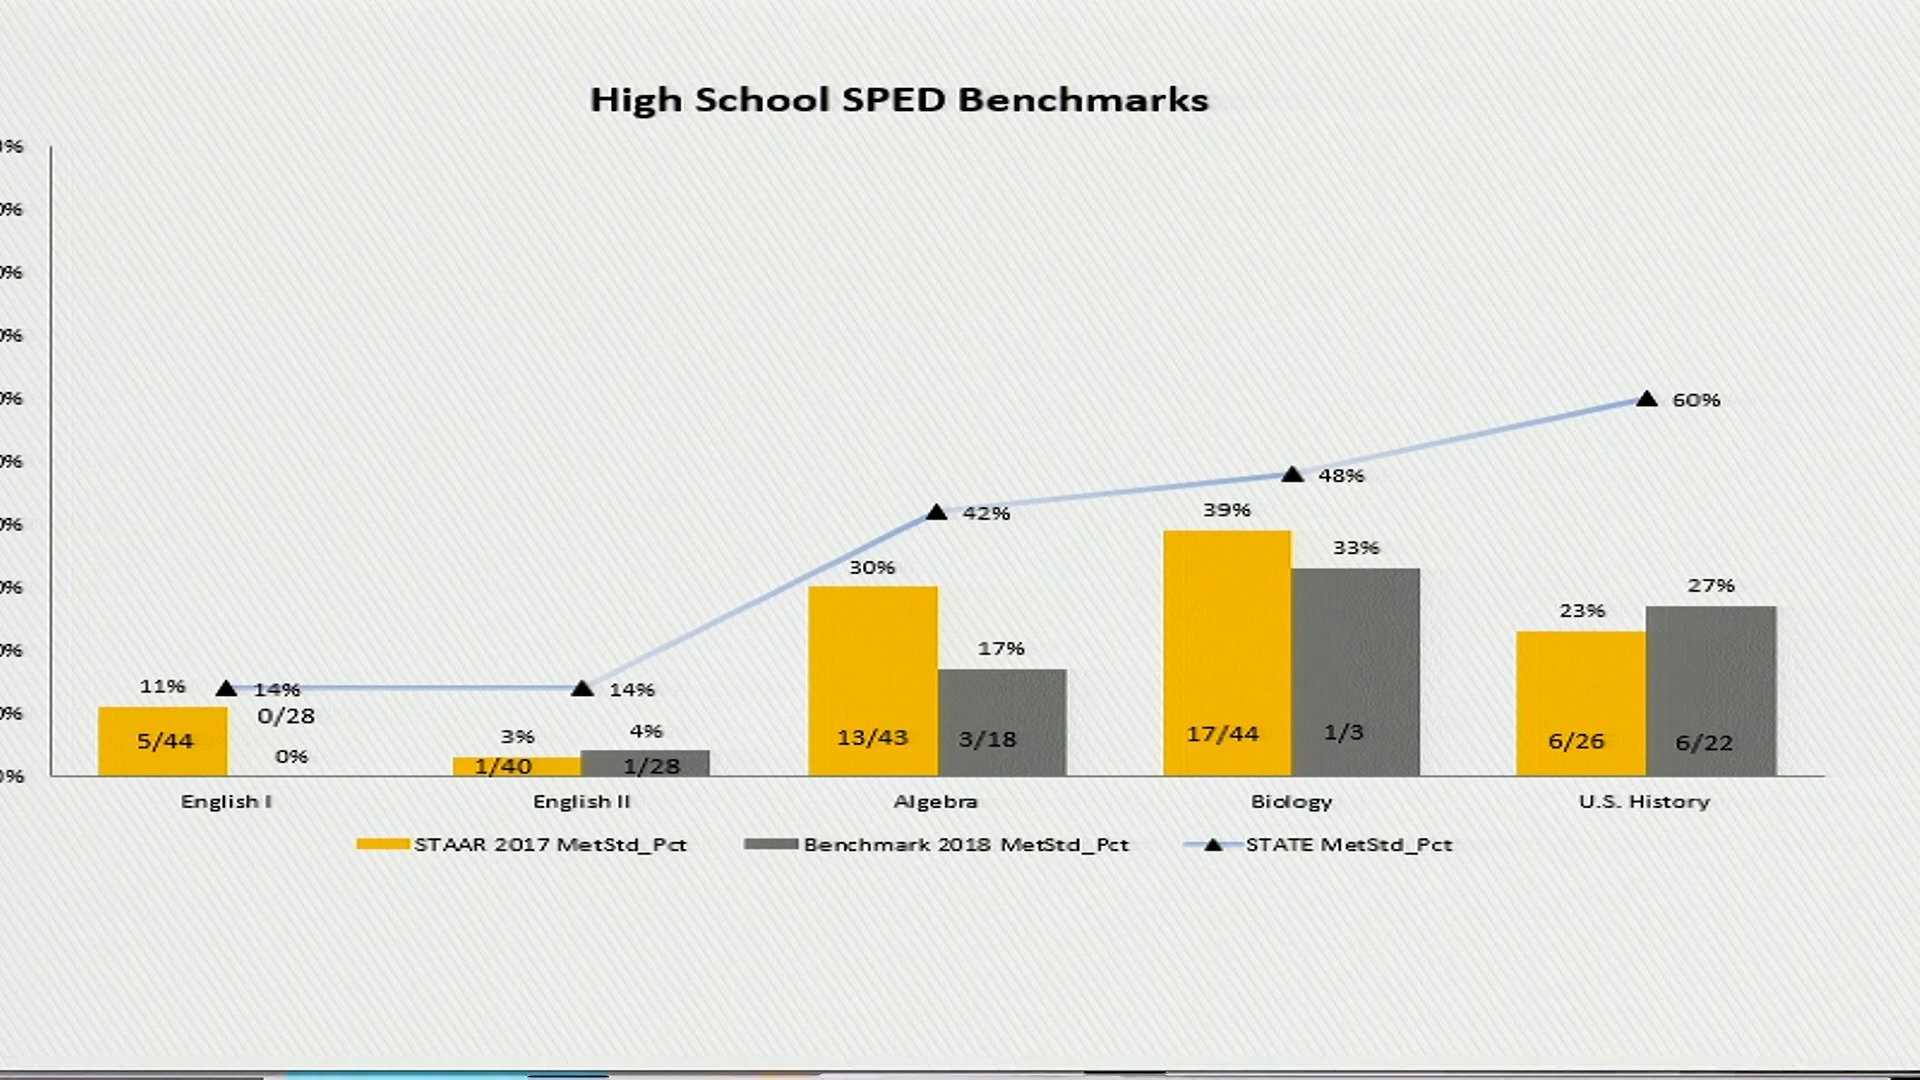 High School SPED Benchmarks
60%
48%
42%
39%
33%
30%
27%
23%
17%
11%
14%
14%
0/28
3%
4%
0%
5/44
1/40
1/28
13/43
3/18
17/44
1/3
6/26
6/22
0%
English I
English II
Algebra
Biology
U.S. History
STAAR 2017 MetStd_Pct
Benchmark 2018 MetStd_Pct
STATE MetStd_Pct